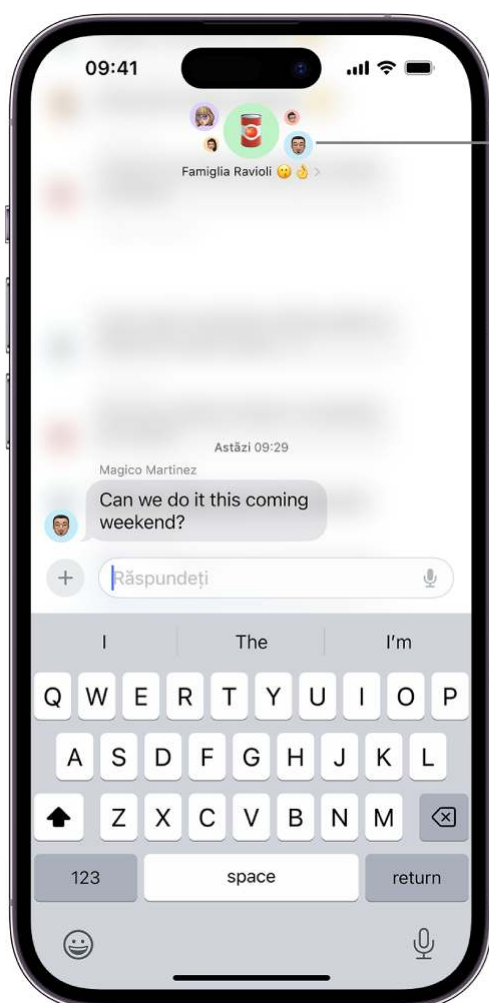 09:41
Famiglia Ravioli 🤫👌 >
Astăzi 09:29
Magico Martinez
Can we do it this coming
weekend?
Răspundeți
I The I'm
Q W E R T Y U I O P
A S D F G H J K L
Z X C V B N M
123 space return